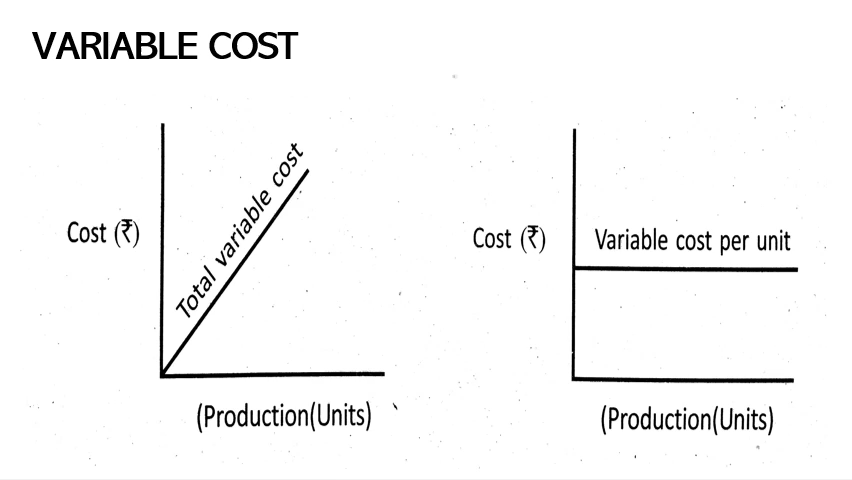 VARIABLE COST
Cost (₹)
Total variable cost
(Production(Units)
Cost (₹)
Variable cost per unit
(Production(Units)